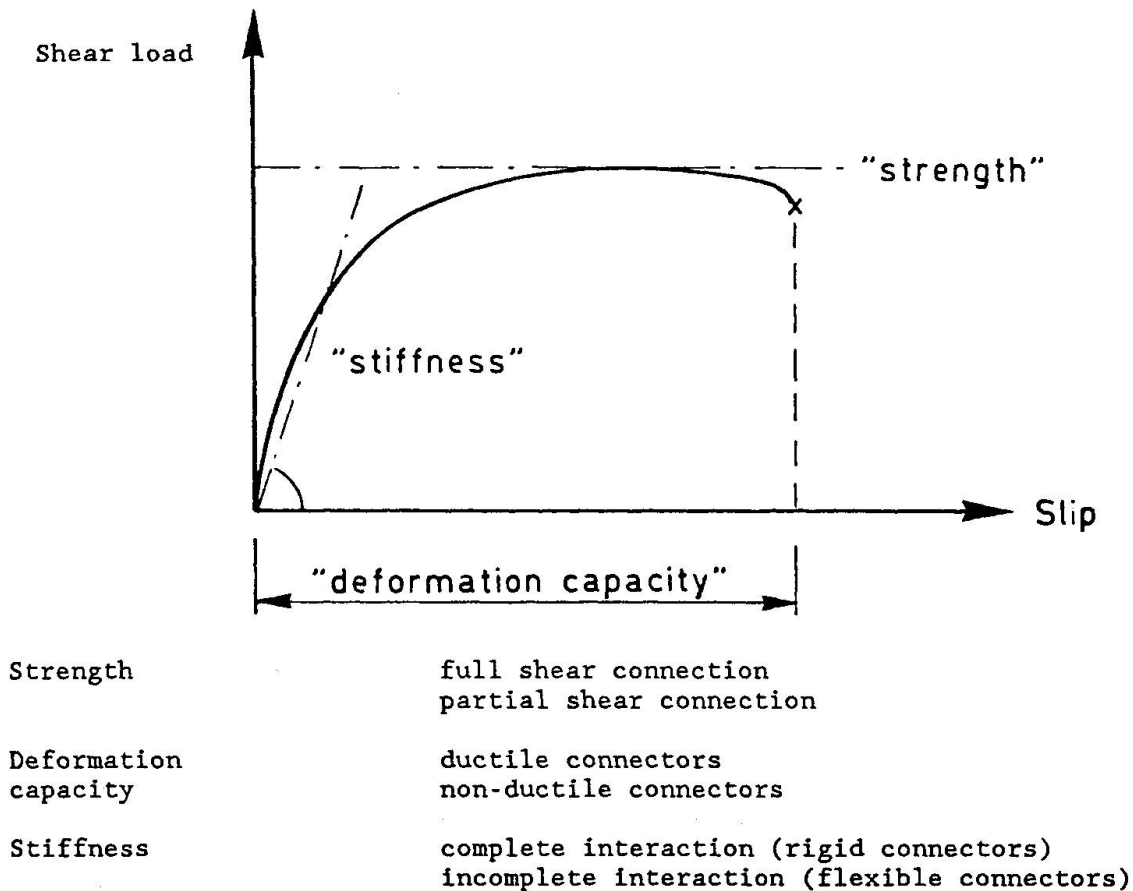 Shear load
"strength"
"stiffness"
Slip
"deformation capacity"
Strength full shear connection
partial shear connection
Deformation ductile connectors
capacity non-ductile connectors
Stiffness complete interaction (rigid connectors)
incomplete interaction (flexible connectors)